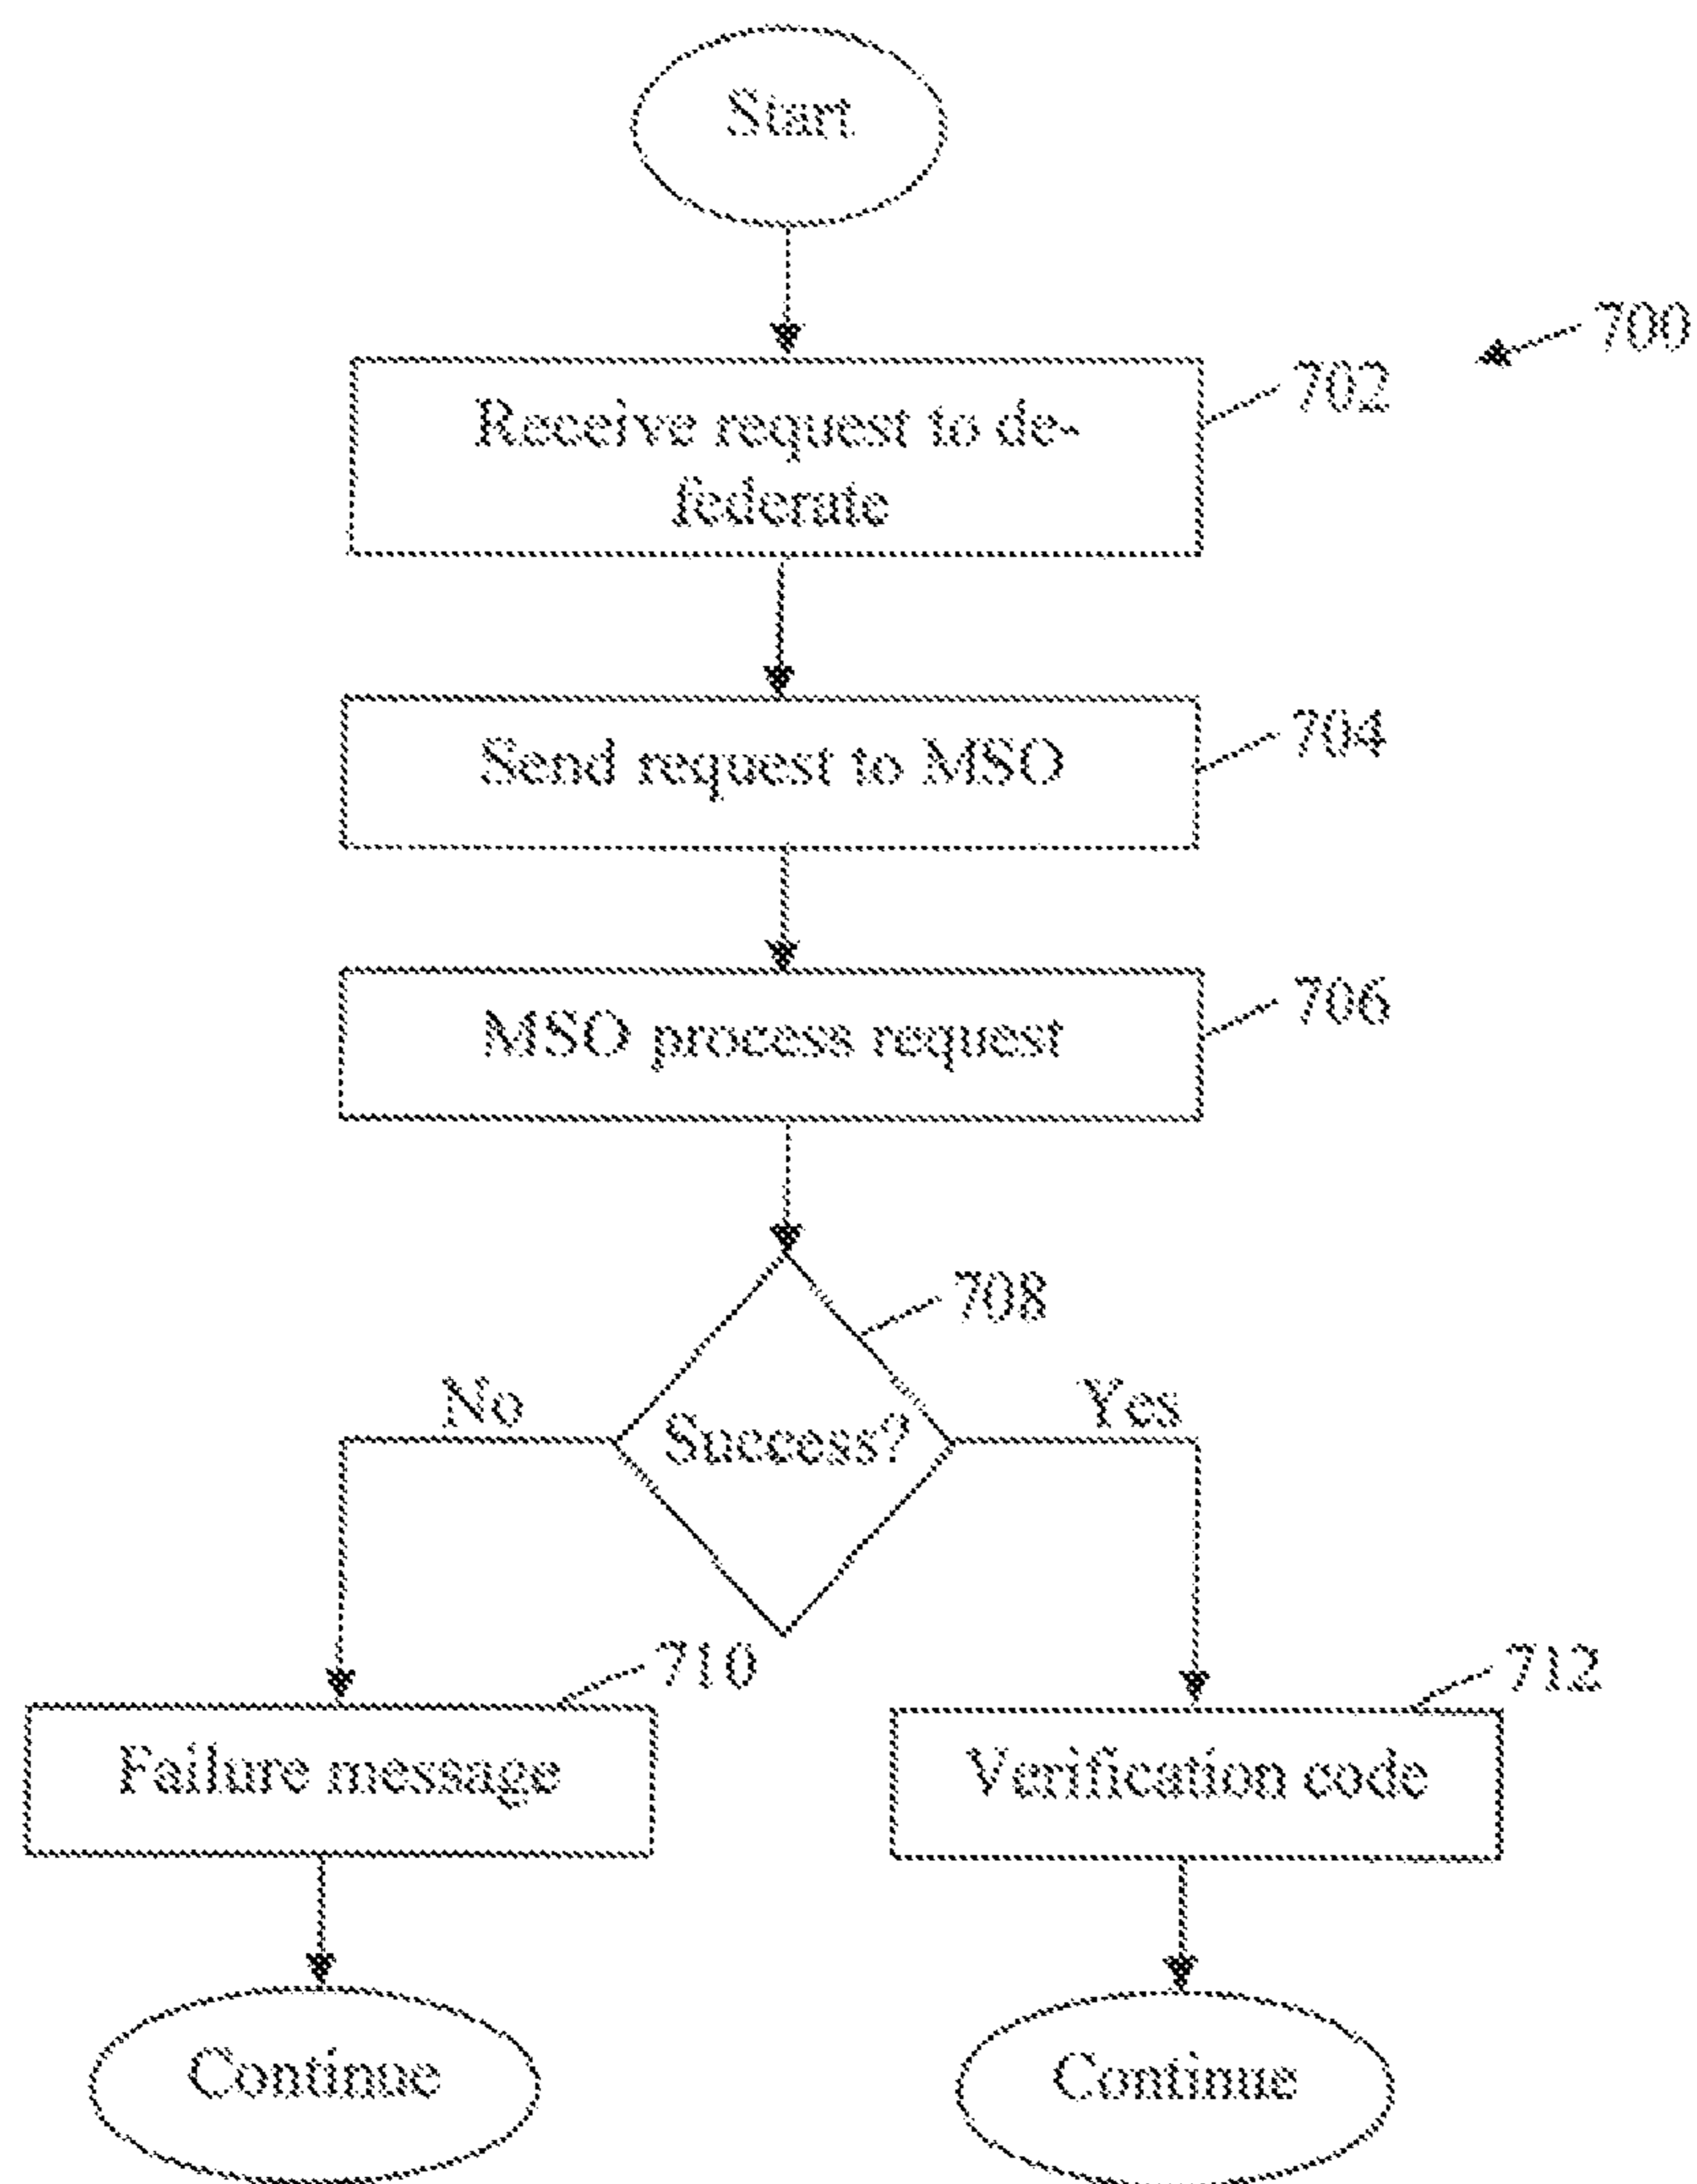 Start
700
702
Receive request to de-
federate
704
Send request to MSO
706
MSO process request
708
No
Yes
Success?
710
712
Failure message
Verification code
Continue
Continue